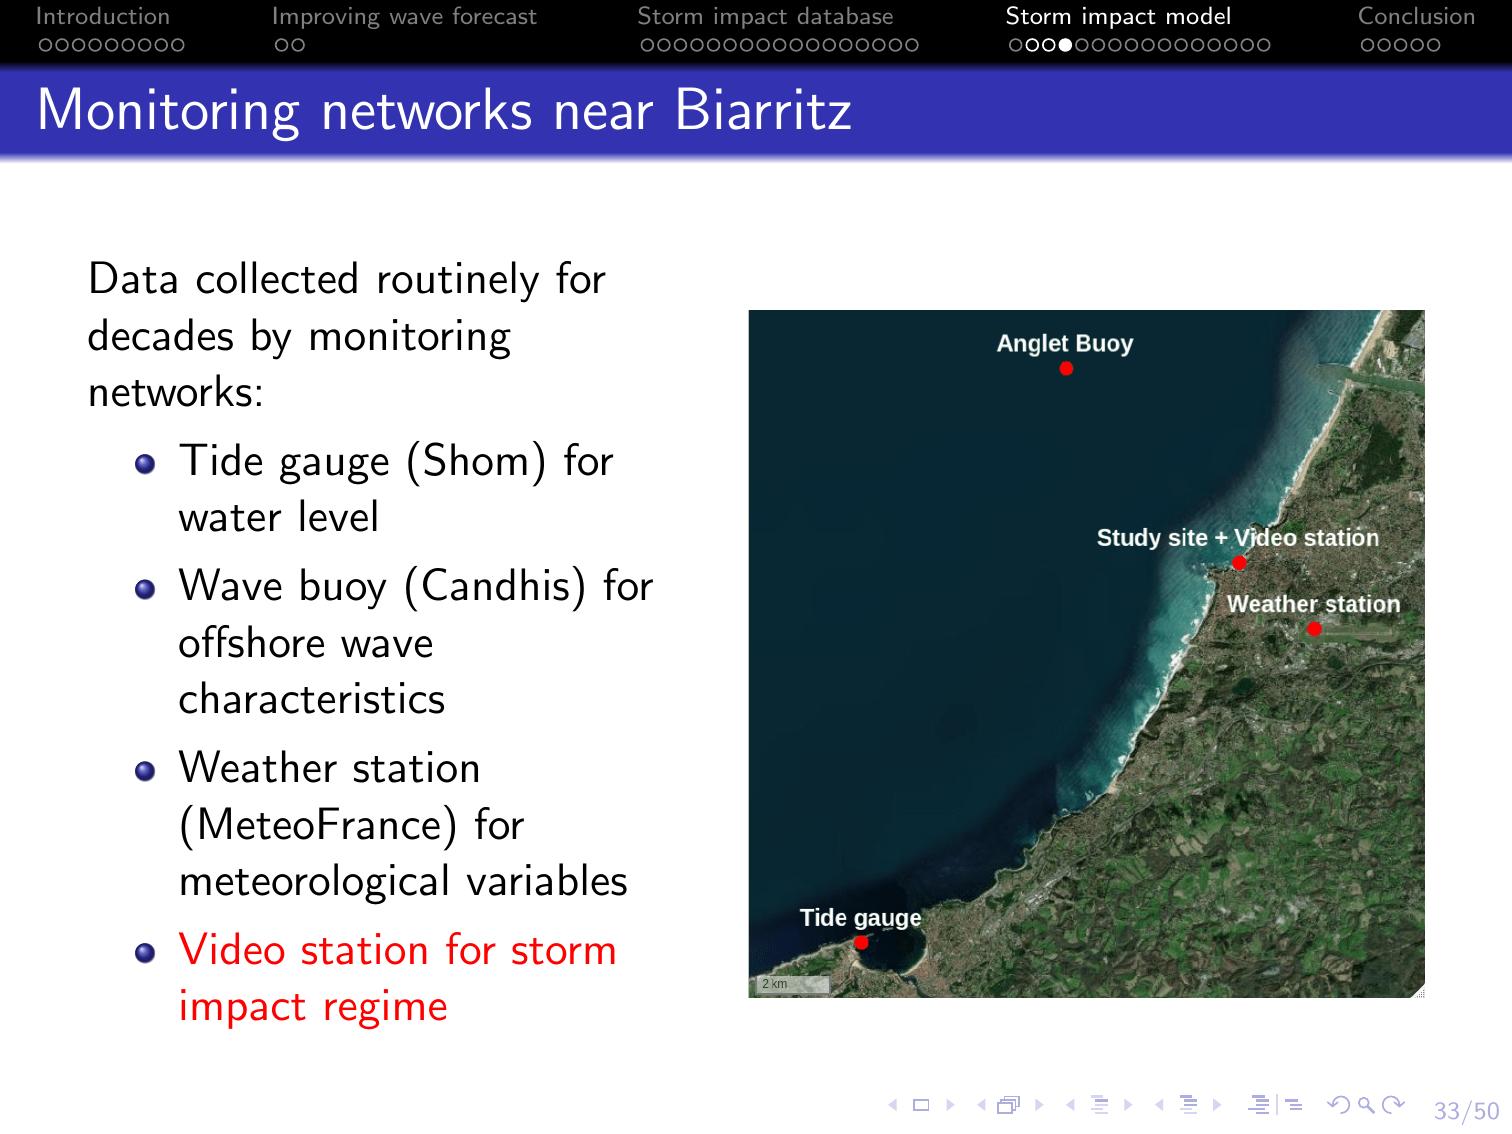 Introduction Improving wave forecast Storm impact database Storm impact model Conclusion
Monitoring networks near Biarritz
Data collected routinely for
decades by monitoring
networks:
Tide gauge (Shom) for
water level
Wave buoy (Candhis) for
offshore wave
characteristics
Weather station
(MeteoFrance) for
meteorological variables
Video station for storm
impact regime
Anglet Buoy
Study site + Video station
Weather station
Tide gauge
2 km
33/50